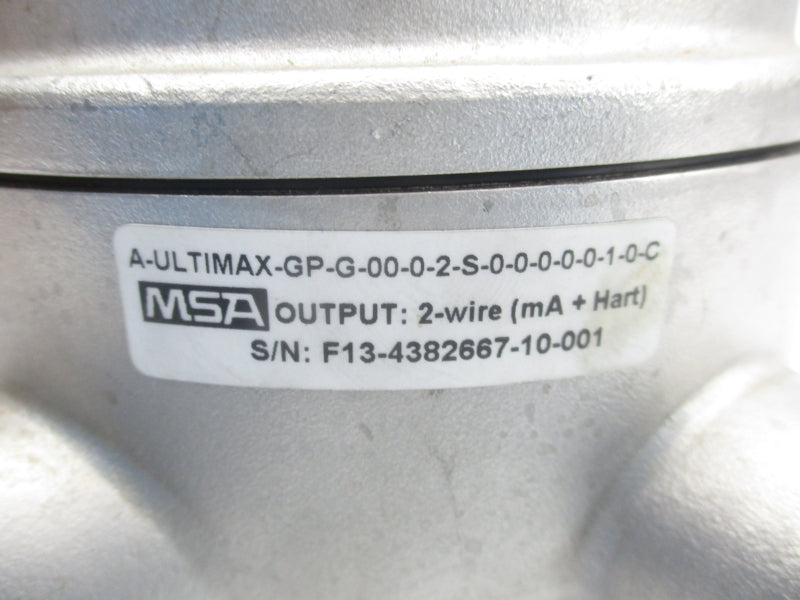 A-ULTIMAX-GP-G-00-0-2-S-0-0-0-0-0-1-0-C
MSA OUTPUT: 2-wire (mA + Hart)
S/N: F13-4382667-10-001